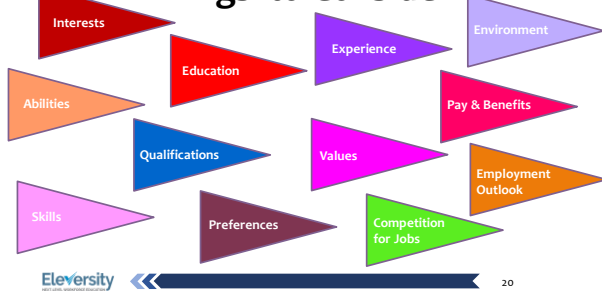 Interests
Environment
Experience
Education
Abilities
Pay & Benefits
Qualifications
Values
Employment
Outlook
Skills
Preferences
Competition
for Jobs
Eleversity
20